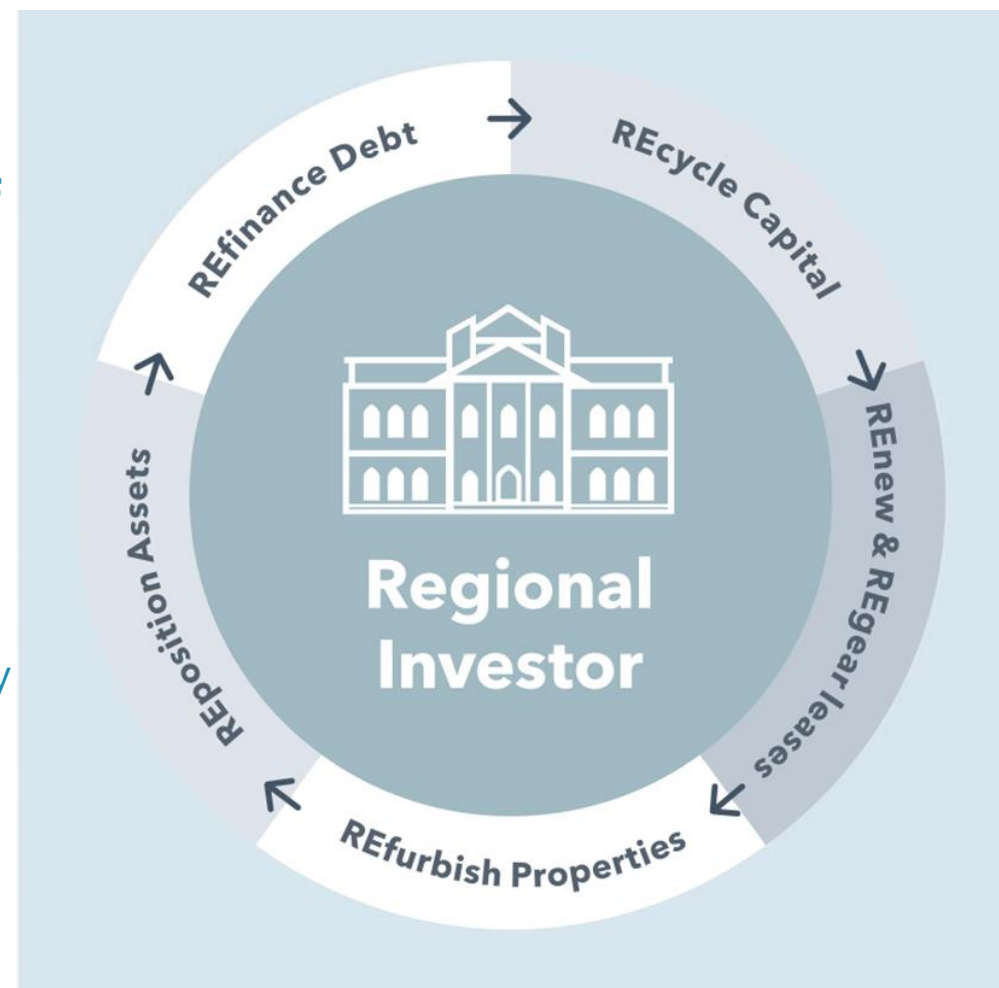 REfinance Debt
REcycle Capital
REnew & REgear leases
REfurbish Properties
REposition Assets
Regional
Investor